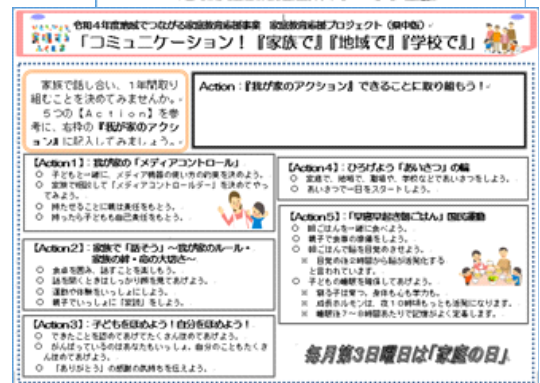 令和4年度地域でつながる家庭教育応援事業 家庭教育応援プロジェクト（県中版）
「コミュニケーション！『家族で』『地域で』『学校で』」
家族で話し合い、1年間取り
組むことを決めてみませんか。
5つの【Action】を参
考に、右枠の『我が家のアクシ
ョン』に記入してみましょう。
Action：『我が家のアクション』できることに取り組もう！
【Action1】：我が家の「メディアコントロール」
○ 子どもと一緒に、メディア機器の使い方の約束を決めよう。
○ 家族で相談して「メディアコントロールデー」を決めてやっ
てみよう。
○ 持たせることに親は責任をもとう。
○ 持ったら子どもも自己責任をもとう。
【Action2】：家族で「話そう」～我が家のルール・
家族の絆・命の大切さ～
○ 食卓を囲み、話すことを楽しもう。
○ 話を聞くときはしっかり顔を見てあげよう。
○ 運動や体験をいっしょにしよう。
○ 親子でいっしょに「家読」をしよう。
【Action3】：子どもをほめよう！自分をほめよう！
○ できたことを認めてあげてたくさんほめてあげよう。
○ がんばっているのはあなたもいっしょ。自分のこともたくさ
んほめてあげよう。
○ 「ありがとう」の感謝の気持ちを伝えよう。
【Action4】：ひろげよう「あいさつ」の輪
○ 家庭で、地域で、職場や、学校などであいさつをしよう。
○ あいさつで一日をスタートしよう。
【Action5】：「早寝早起き朝ごはん」国民運動
○ 朝ごはんを一緒に食べよう。
○ 親子で食事の準備をしよう。
○ 朝ごはんで脳を目覚めさせよう。
※ 目覚めの後2時間から脳が活発化する
と言われています。
○ 子どもの睡眠を確保してあげよう。
※ 寝る子は育つ。身体も心も学力も。
※ 成長ホルモンは、夜10時頃もっとも活発になります。
※ 睡眠後7～8時間あたりで記憶がよく定着します。
毎月第3日曜日は「家庭の日」